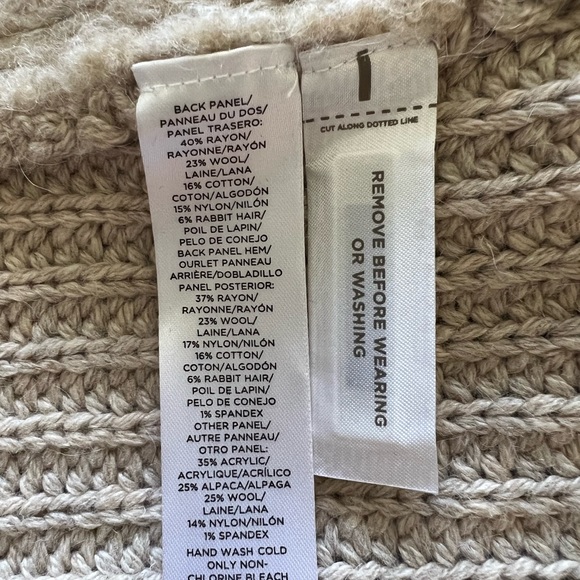 BACK PANEL/
PANNEAU DU DOS/
PANEL TRASERO:
40% RAYON/
RAYONNE/RAYÓN
23% WOOL/
LAINE/LANA
16% COTTON/
COTON/ALGODÓN
15% NYLON/NILÓN
6% RABBIT HAIR/
POIL DE LAPIN/
PELO DE CONEJO
BACK PANEL HEM/
OURLET PANNEAU
ARRIÈRE/DOBLADILLO
PANEL POSTERIOR:
37% RAYON/
RAYONNE/RAYÓN
23% WOOL/
LAINE/LANA
17% NYLON/NILÓN
16% COTTON/
COTON/ALGODÓN
6% RABBIT HAIR/
POIL DE LAPIN/
PELO DE CONEJO
1% SPANDEX
OTHER PANEL/
AUTRE PANNEAU/
OTRO PANEL:
35% ACRYLIC/
ACRYLIQUE/ACRÍLICO
25% ALPACA/ALPAGA
25% WOOL/
LAINE/LANA
14% NYLON/NILÓN
1% SPANDEX
HAND WASH COLD
ONLY NON-
CHLORINE BLEACH
CUT ALONG DOTTED LINE
REMOVE BEFORE WEARING
OR WASHING